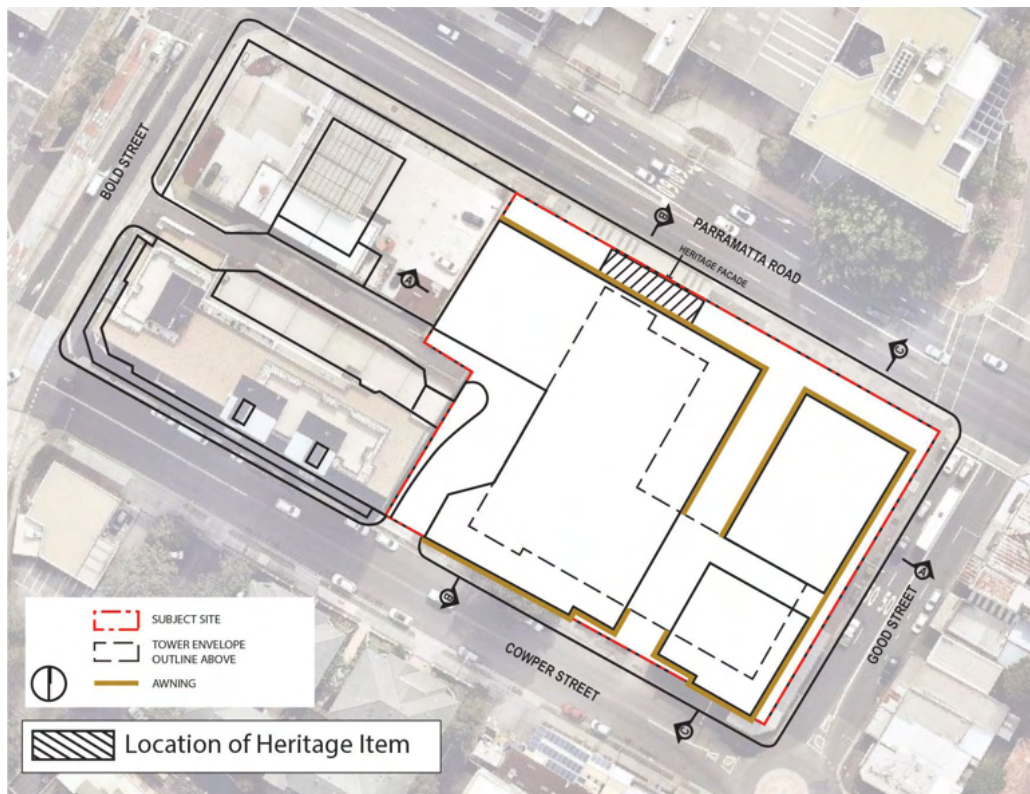 BOLD STREET
B
PARRAMATTA ROAD
HERITAGE FACADE
A
C
A
GOOD STREET
B
COWPER STREET
C
SUBJECT SITE
TOWER ENVELOPE
OUTLINE ABOVE
AWNING
Location of Heritage Item